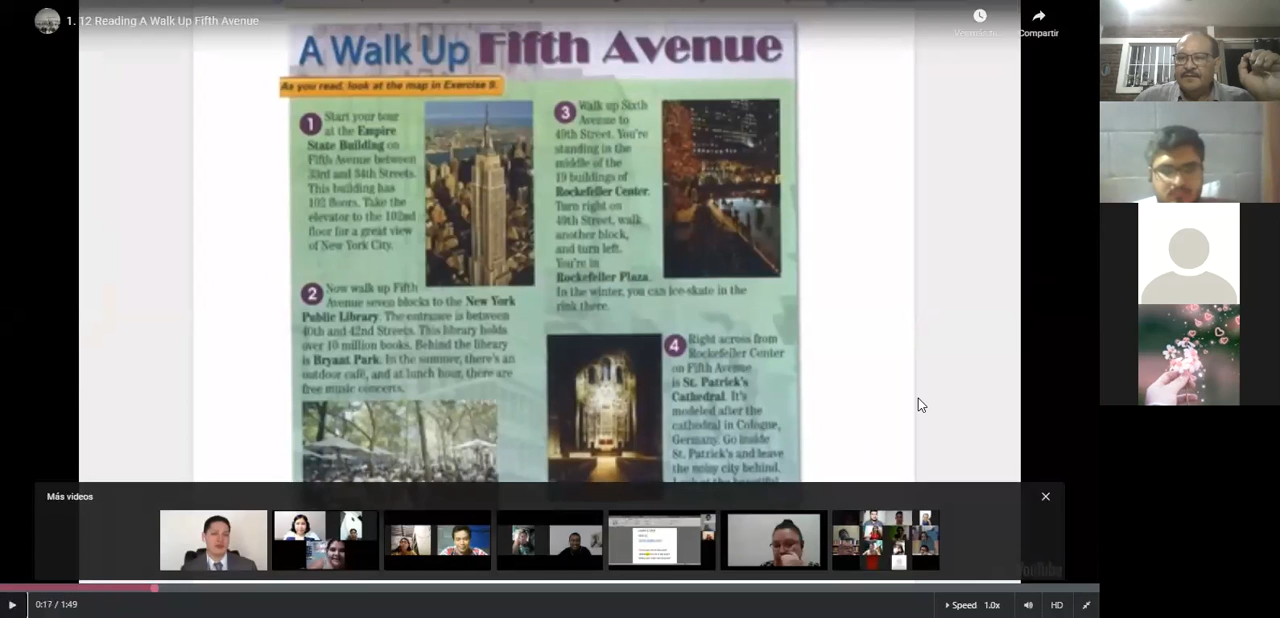 1. 12 Reading A Walk Up Fifth Avenue
Compartir
A Walk Up Fifth Avenue
As you read, look at the map in Exercise 9.
1 Start your tour
at the Empire
State Building on
Fifth Avenue between
33rd and 34th Streets.
This building has
102 floors. Take the
elevator to the 102nd
floor for a great view
of New York City.
2 Now walk up Fifth
Avenue seven blocks to the New York
Public Library. The entrance is between
40th and 42nd Streets. This library holds
over 10 million books. Behind the library
is Bryant Park. In the summer, there's an
outdoor café, and at lunch hour, there are
free music concerts.
3 Walk up Sixth
Avenue to
49th Street. You're
standing in the
middle of the
19 buildings of
Rockefeller Center.
Turn right on
49th Street, walk
another block,
and turn left.
You're in
Rockefeller Plaza.
In the winter, you can ice-skate in the
rink there.
4 Right across from
Rockefeller Center
on Fifth Avenue
is St. Patrick's
Cathedral. It's
modeled after the
cathedral in Cologne,
Germany. Go inside
St. Patrick's and leave
the noisy city behind.
Más videos
YouTube
0:17 / 1:49
Speed 1.0x
HD